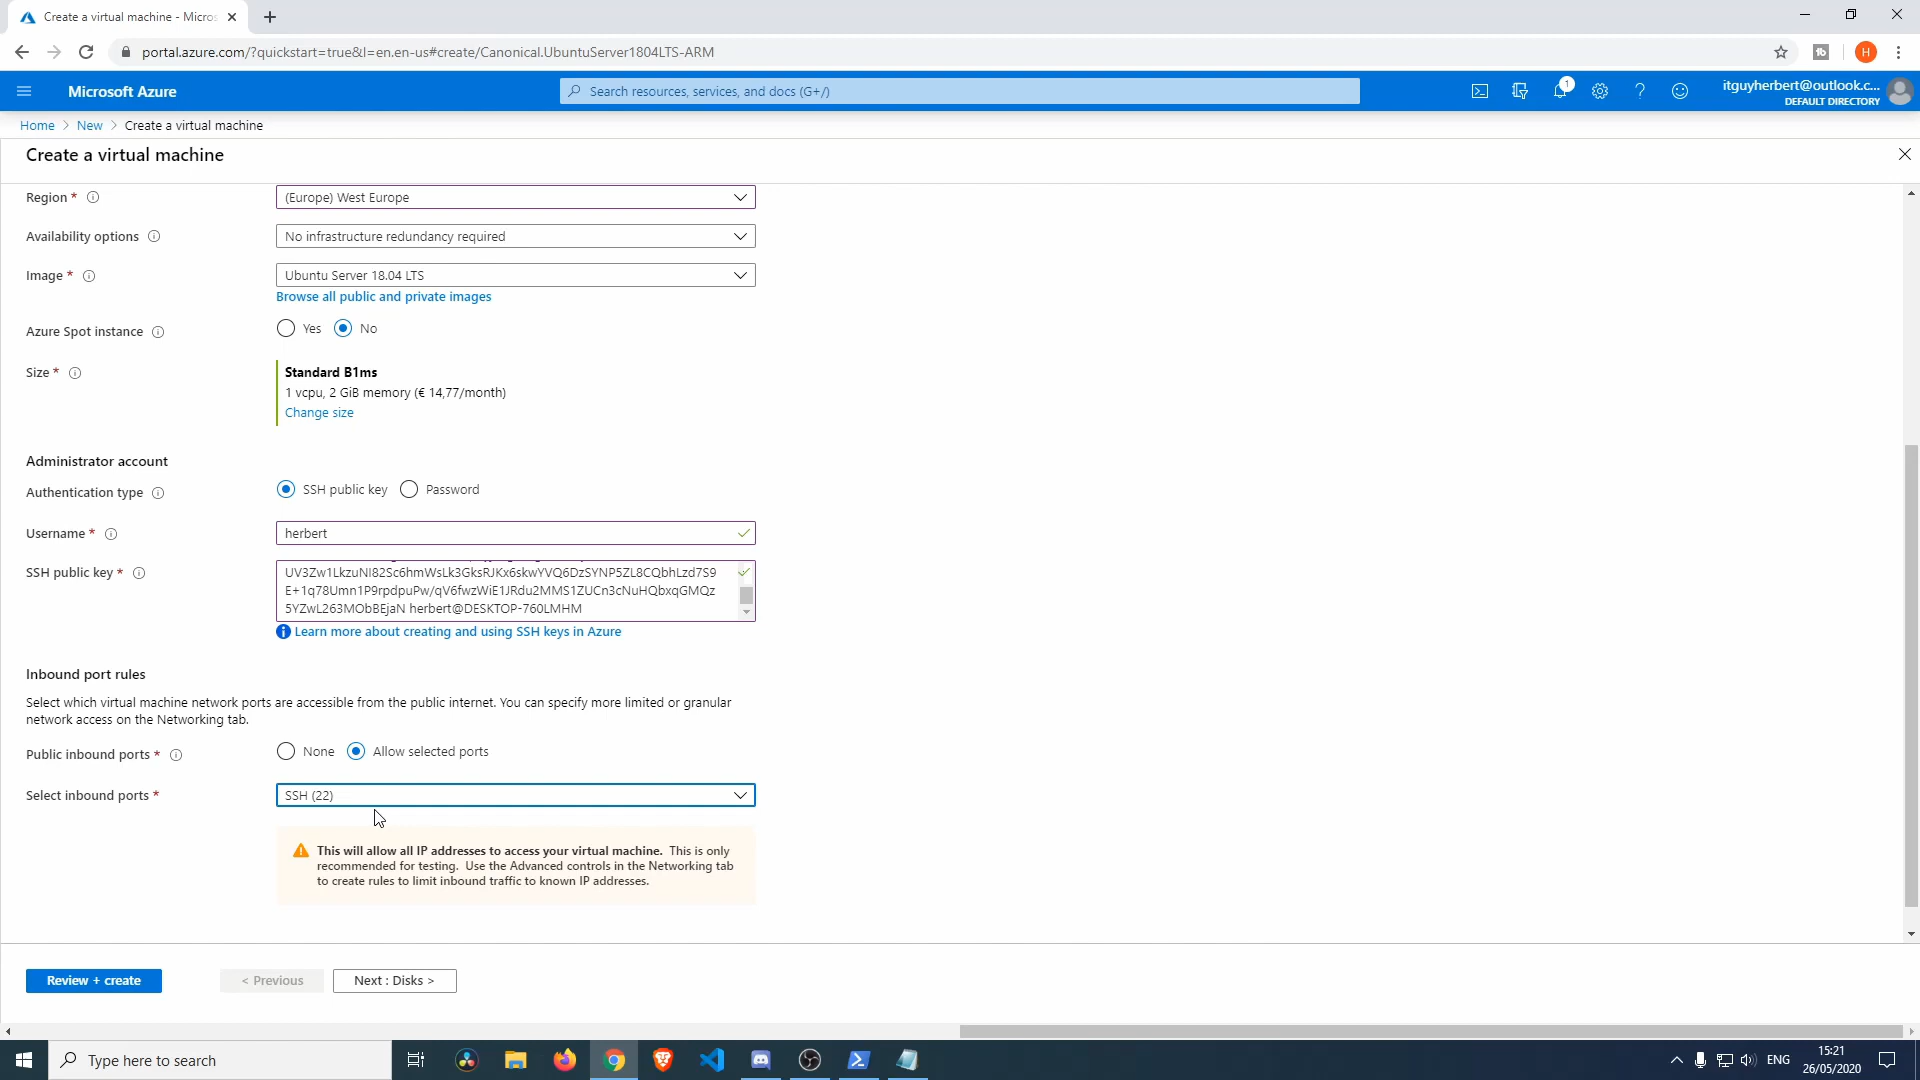 Create a virtual machine - Micros
portal.azure.com/?quickstart=true&l=en.en-us#create/Canonical.UbuntuServer1804LTS-ARM
H
Microsoft Azure
Search resources, services, and docs (G+/)
1
itguyherbert@outlook.c...
DEFAULT DIRECTORY
Home > New > Create a virtual machine
Create a virtual machine
Region *
(Europe) West Europe
Availability options
No infrastructure redundancy required
Image *
Ubuntu Server 18.04 LTS
Browse all public and private images
Azure Spot instance
Yes No
Size *
Standard B1ms
1 vcpu, 2 GiB memory (€ 14,77/month)
Change size
Administrator account
Authentication type
SSH public key Password
Username *
herbert
SSH public key *
UV3Zw1LkzuNI82Sc6hmWsLk3GksRJKx6skwYVQ6DzSYNP5ZL8CQbhLzd7S9
E+1q78Umn1P9rpdpuPw/qV6fwzWiE1JRdu2MMS1ZUCn3cNuHQbxqGMQz
5YZwL263MObBEjaN herbert@DESKTOP-760LMHM
Learn more about creating and using SSH keys in Azure
Inbound port rules
Select which virtual machine network ports are accessible from the public internet. You can specify more limited or granular
network access on the Networking tab.
Public inbound ports *
None Allow selected ports
Select inbound ports *
SSH (22)
This will allow all IP addresses to access your virtual machine. This is only
recommended for testing. Use the Advanced controls in the Networking tab
to create rules to limit inbound traffic to known IP addresses.
Review + create
< Previous
Next : Disks >
Type here to search
ENG
15:21
26/05/2020